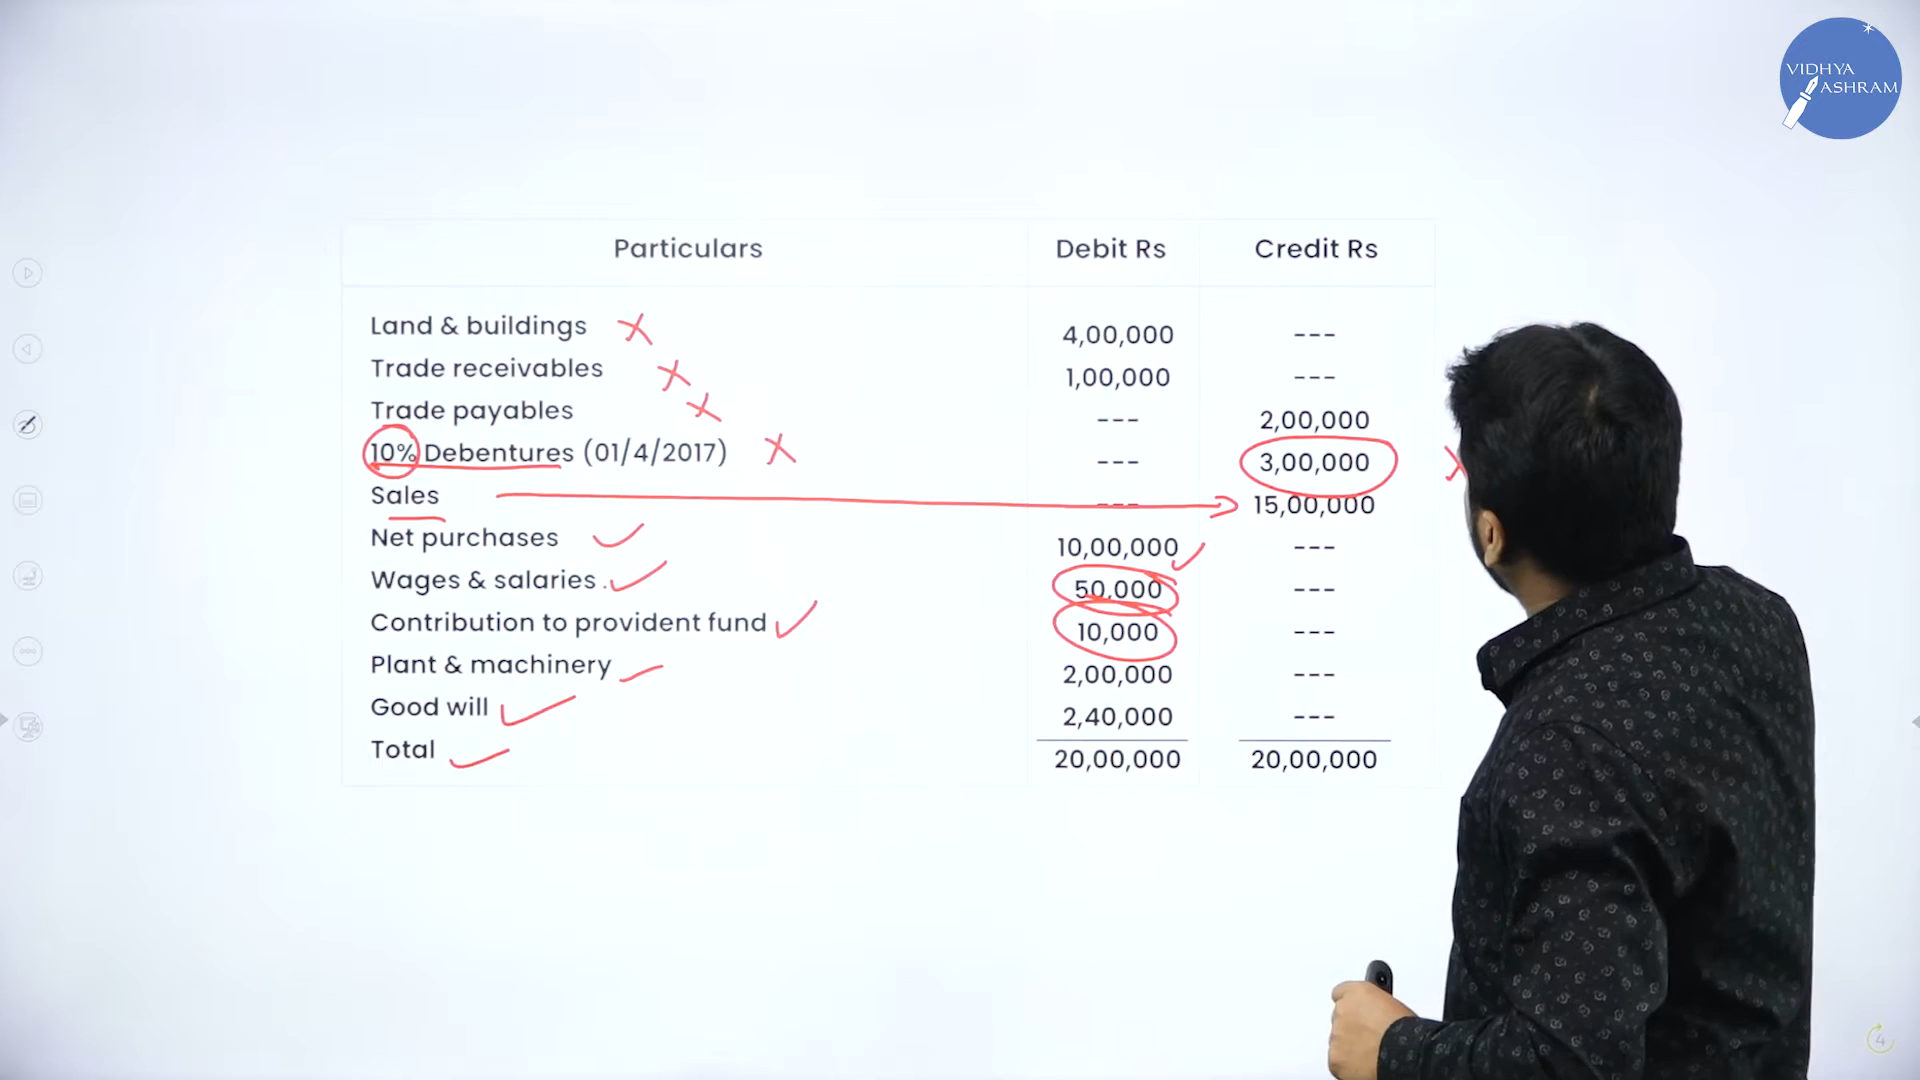 VIDHYA
ASHRAM
Particulars Debit Rs Credit Rs
Land & buildings 4,00,000 ---
Trade receivables 1,00,000 ---
Trade payables --- 2,00,000
10% Debentures (01/4/2017) --- 3,00,000
Sales --- 15,00,000
Net purchases 10,00,000 ---
Wages & salaries 50,000 ---
Contribution to provident fund 10,000 ---
Plant & machinery 2,00,000 ---
Good will 2,40,000 ---
Total 20,00,000 20,00,000
4